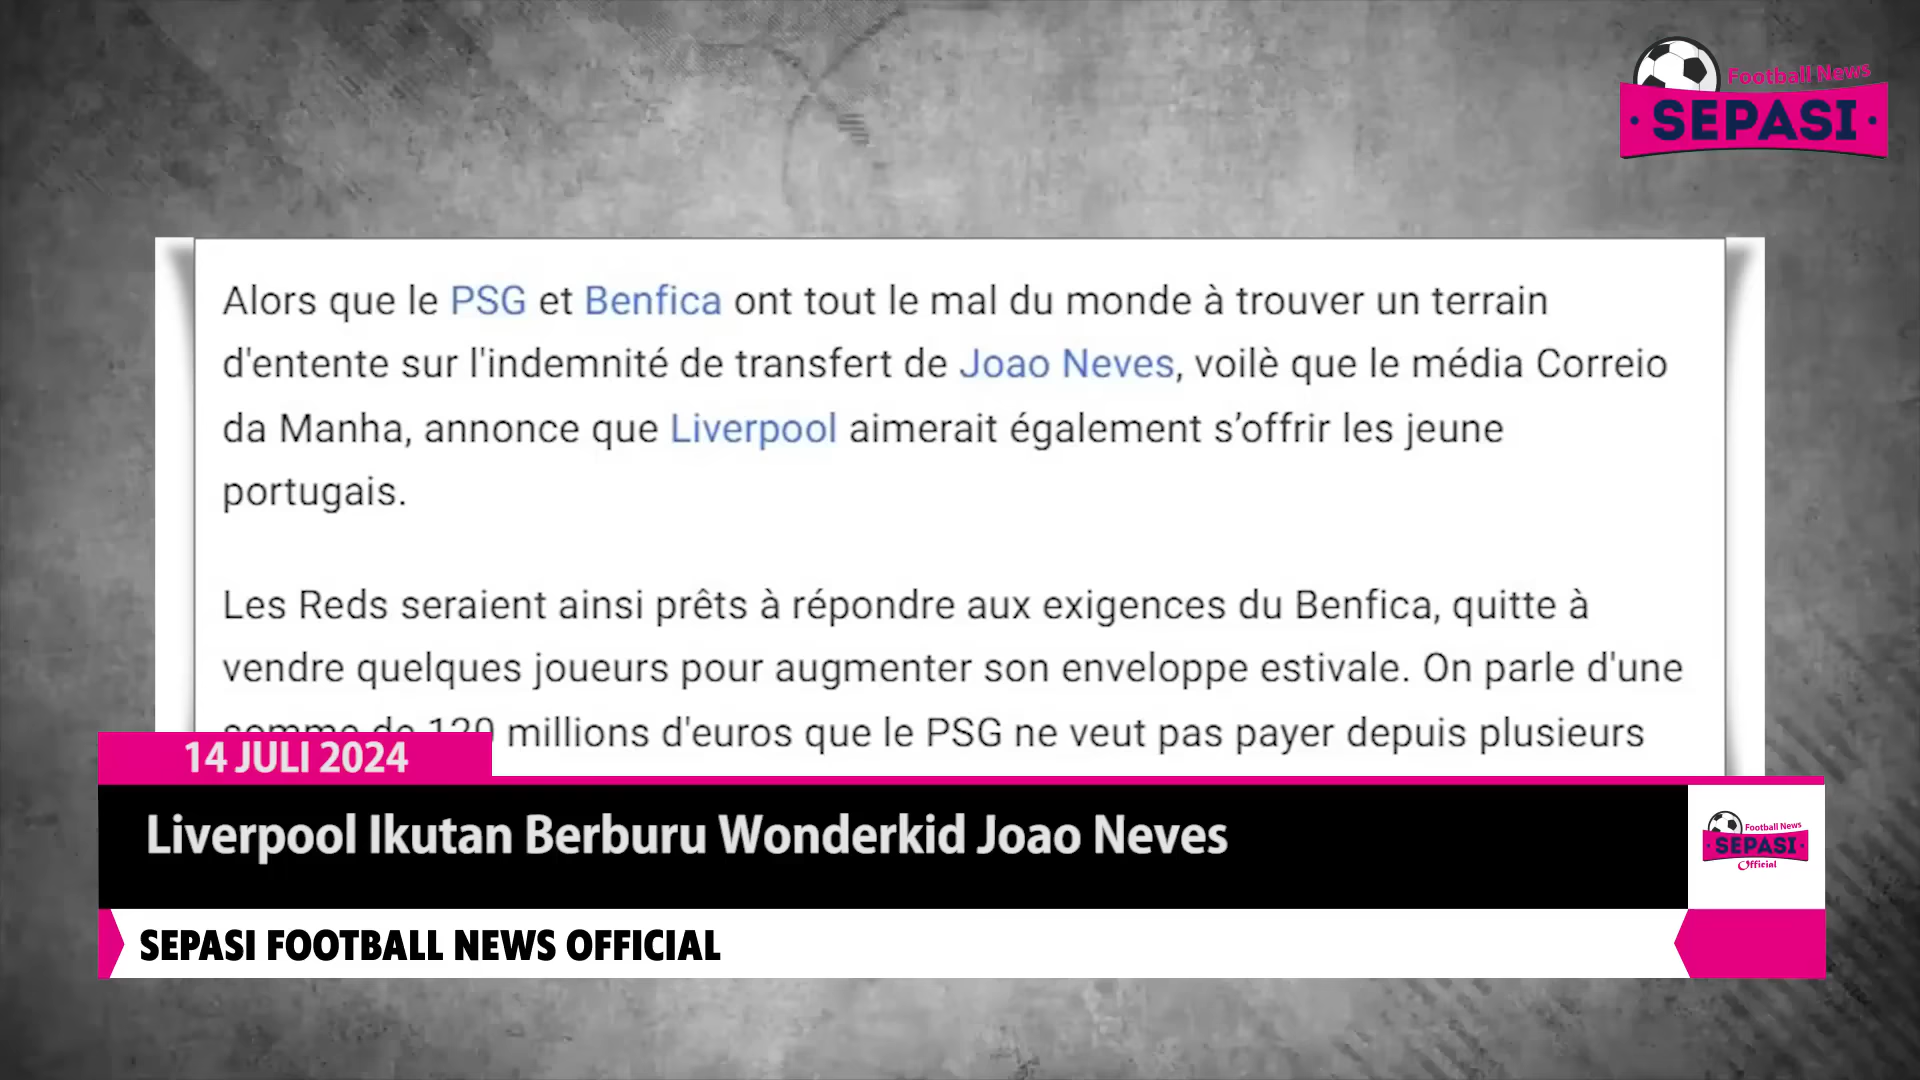 Football News
SEPASI
Alors que le PSG et Benfica ont tout le mal du monde à trouver un terrain
d'entente sur l'indemnité de transfert de Joao Neves, voilè que le média Correio
da Manha, annonce que Liverpool aimerait également s’offrir les jeune
portugais.
Les Reds seraient ainsi prêts à répondre aux exigences du Benfica, quitte à
vendre quelques joueurs pour augmenter son enveloppe estivale. On parle d'une
somme de 120 millions d'euros que le PSG ne veut pas payer depuis plusieurs
14 JULI 2024
Liverpool Ikutan Berburu Wonderkid Joao Neves
Football News
SEPASI
Official
SEPASI FOOTBALL NEWS OFFICIAL